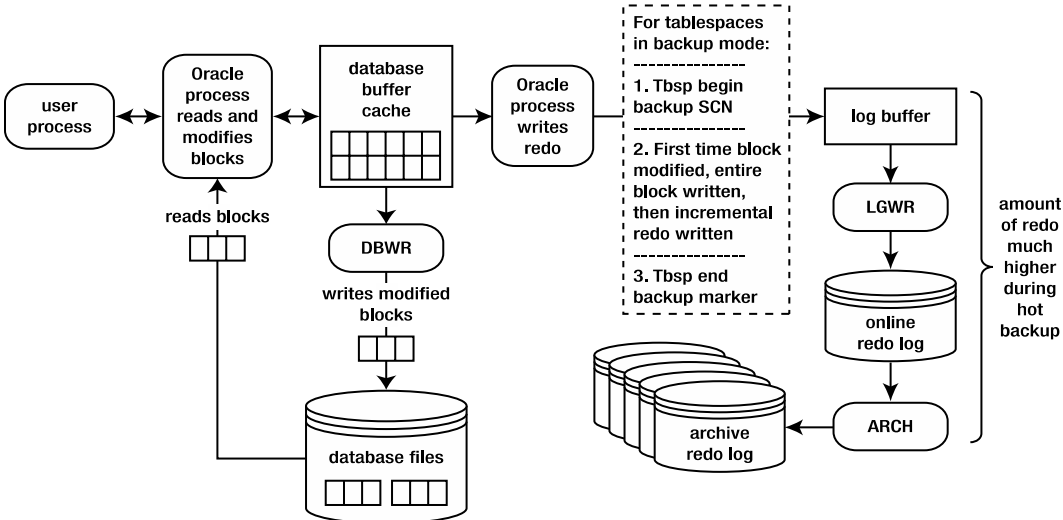 user
process
Oracle
process
reads and
modifies
blocks
reads blocks
database
buffer
cache
DBWR
writes modified
blocks
database files
Oracle
process
writes
redo
For tablespaces
in backup mode:
---------------
1. Tbsp begin
backup SCN
---------------
2. First time block
modified, entire
block written,
then incremental
redo written
---------------
3. Tbsp end
backup marker
log buffer
LGWR
online
redo log
ARCH
archive
redo log
amount
of redo
much
higher
during
hot
backup